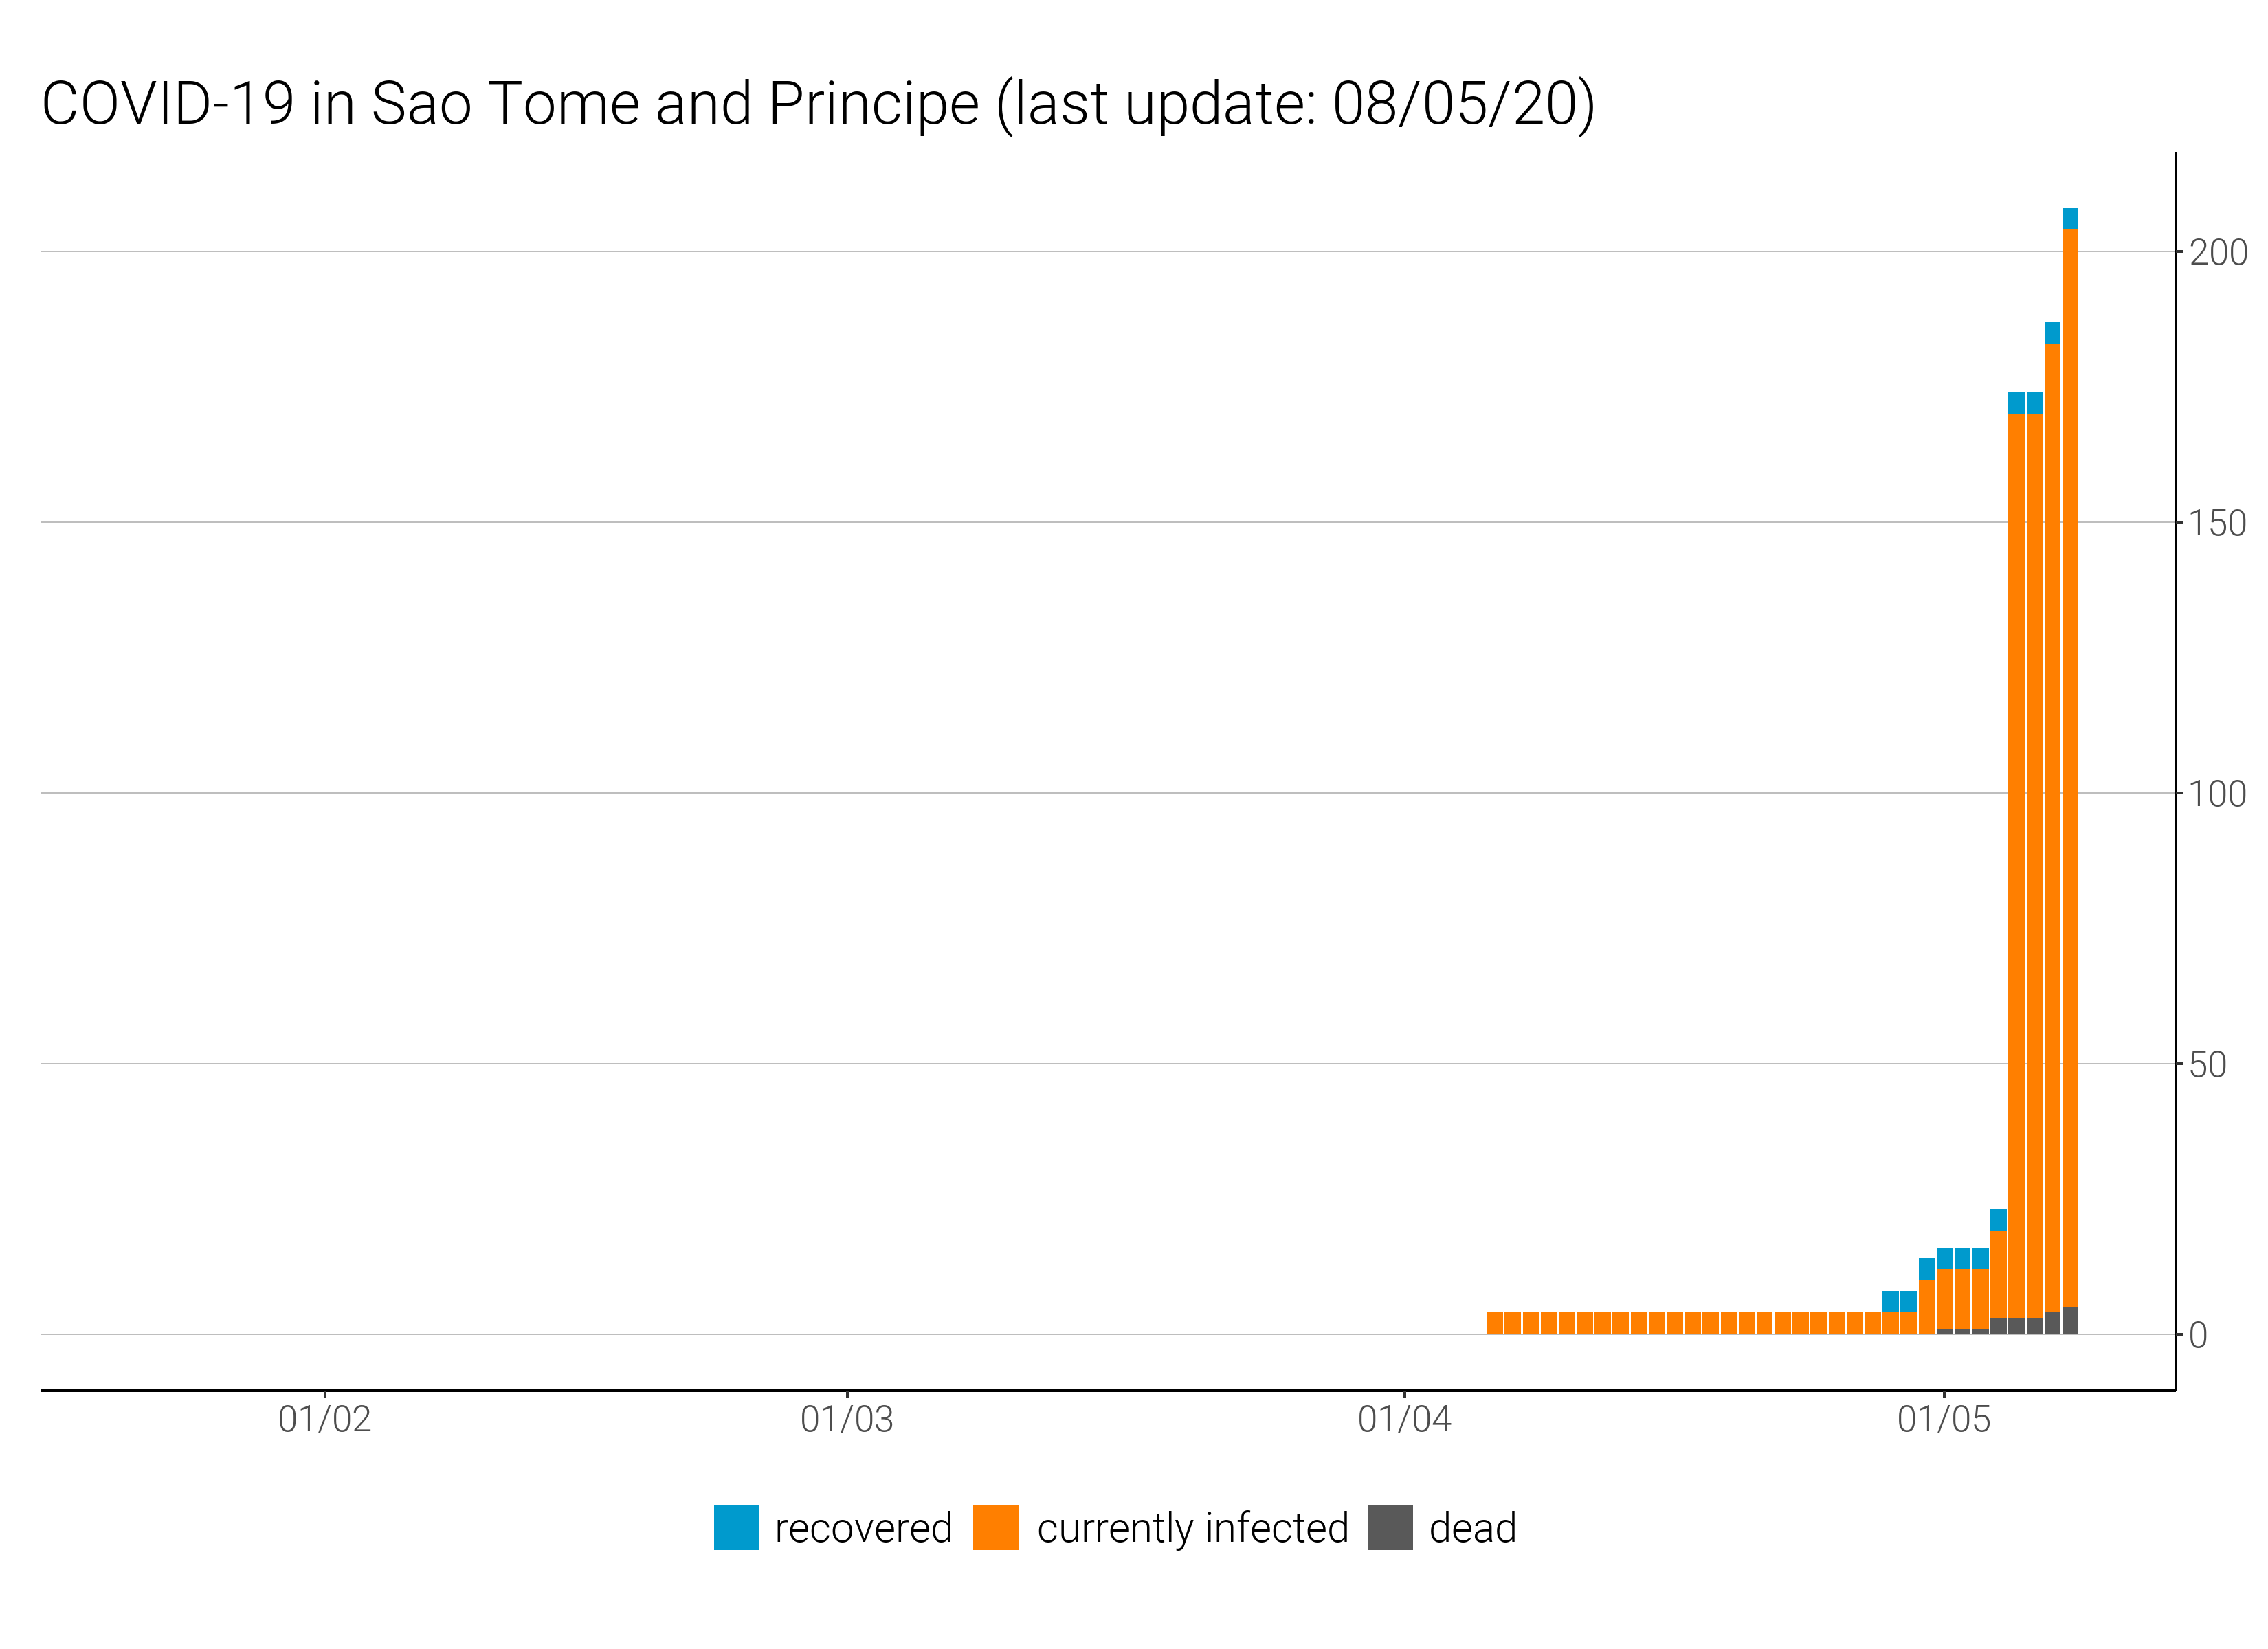 COVID-19 in Sao Tome and Principe (last update: 08/05/20)
200
150
100
50
0
01/02 01/03 01/04 01/05
recovered currently infected dead